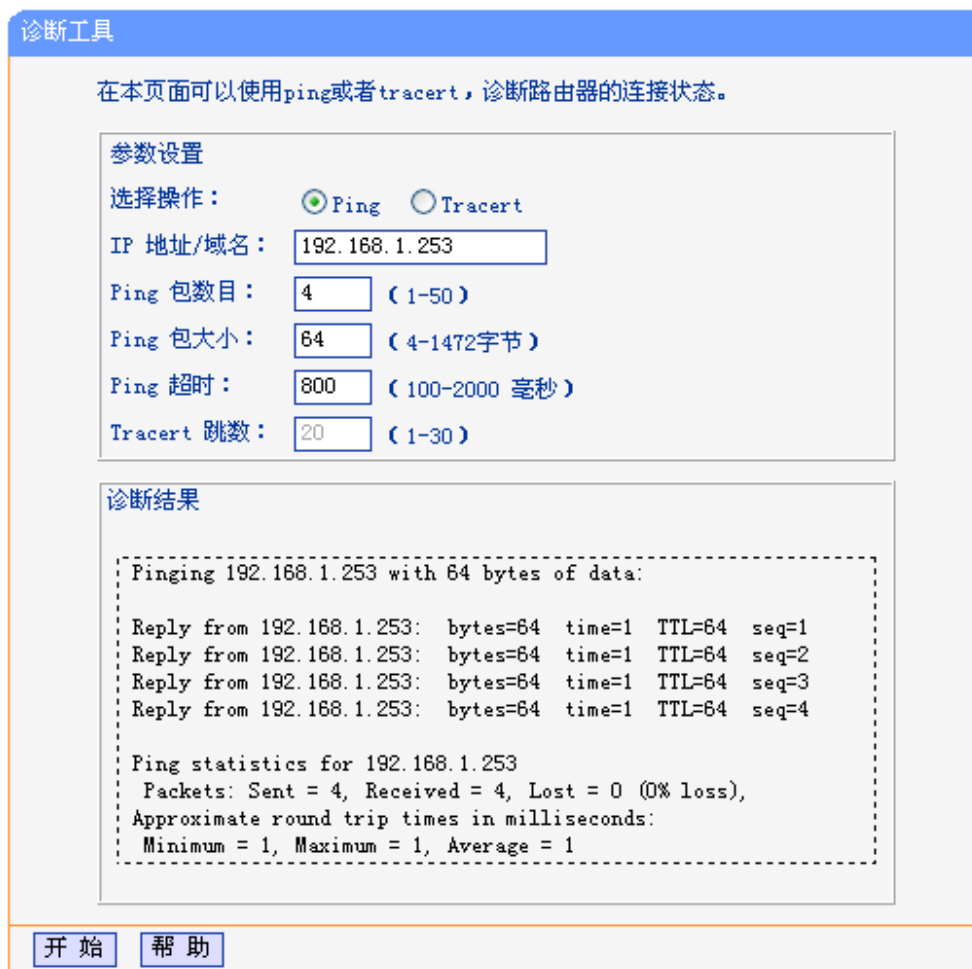 诊断工具
在本页面可以使用ping或者tracert，诊断路由器的连接状态。
参数设置
选择操作： Ping Tracert
IP 地址/域名： 192.168.1.253
Ping 包数目： 4 （1-50）
Ping 包大小： 64 （4-1472字节）
Ping 超时： 800 （100-2000 毫秒）
Tracert 跳数： 20 （1-30）
诊断结果
Pinging 192.168.1.253 with 64 bytes of data:
Reply from 192.168.1.253: bytes=64 time=1 TTL=64 seq=1
Reply from 192.168.1.253: bytes=64 time=1 TTL=64 seq=2
Reply from 192.168.1.253: bytes=64 time=1 TTL=64 seq=3
Reply from 192.168.1.253: bytes=64 time=1 TTL=64 seq=4
Ping statistics for 192.168.1.253
Packets: Sent = 4, Received = 4, Lost = 0 (0% loss),
Approximate round trip times in milliseconds:
Minimum = 1, Maximum = 1, Average = 1
开 始 帮 助